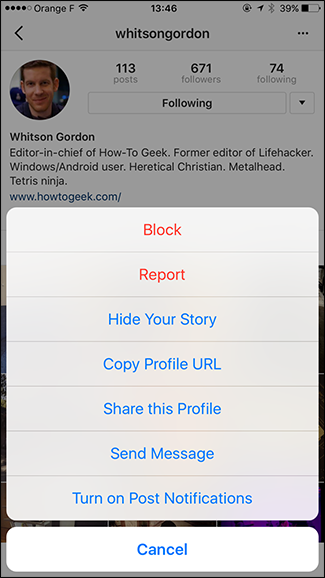 Orange F 13:46 39%
whitsongordon
113 671 74
posts followers following
Following
Whitson Gordon
Editor-in-chief of How-To Geek. Former editor of Lifehacker.
Windows/Android user. Heretical Christian. Metalhead.
Tetris ninja.
www.howtogeek.com/
Block
Report
Hide Your Story
Copy Profile URL
Share this Profile
Send Message
Turn on Post Notifications
Cancel